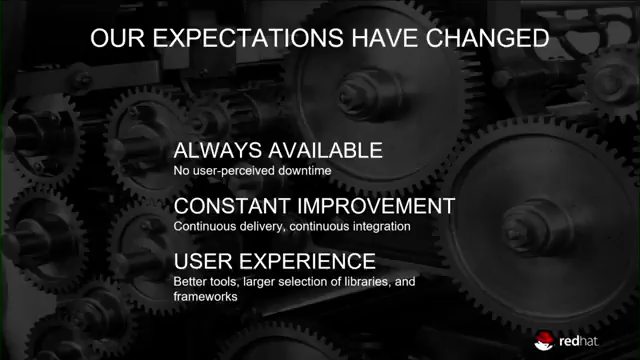 OUR EXPECTATIONS HAVE CHANGED
ALWAYS AVAILABLE
No user-perceived downtime
CONSTANT IMPROVEMENT
Continuous delivery, continuous integration
USER EXPERIENCE
Better tools, larger selection of libraries, and
frameworks
redhat.